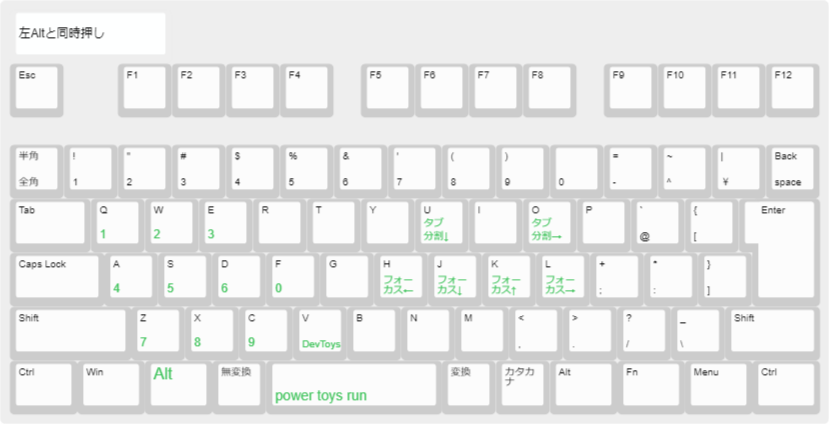 左Altと同時押し
Esc
F1
F2
F3
F4
F5
F6
F7
F8
F9
F10
F11
F12
半角
全角
!
1
"
2
#
3
$
4
%
5
&
6
'
7
(
8
)
9
0
=
-
~
^
|
¥
Back
space
Tab
Q
1
W
2
E
3
R
T
Y
U
タブ
分割↓
I
O
タブ
分割→
P
`
@
{
[
Enter
Caps Lock
A
4
S
5
D
6
F
0
G
H
フォー
カス←
J
フォー
カス↓
K
フォー
カス↑
L
フォー
カス→
+
;
*
:
}
]
Shift
Z
7
X
8
C
9
V
DevToys
B
N
M
<
,
>
.
?
/
_
\
Shift
Ctrl
Win
Alt
無変換
power toys run
変換
カタカ
ナ
Alt
Fn
Menu
Ctrl